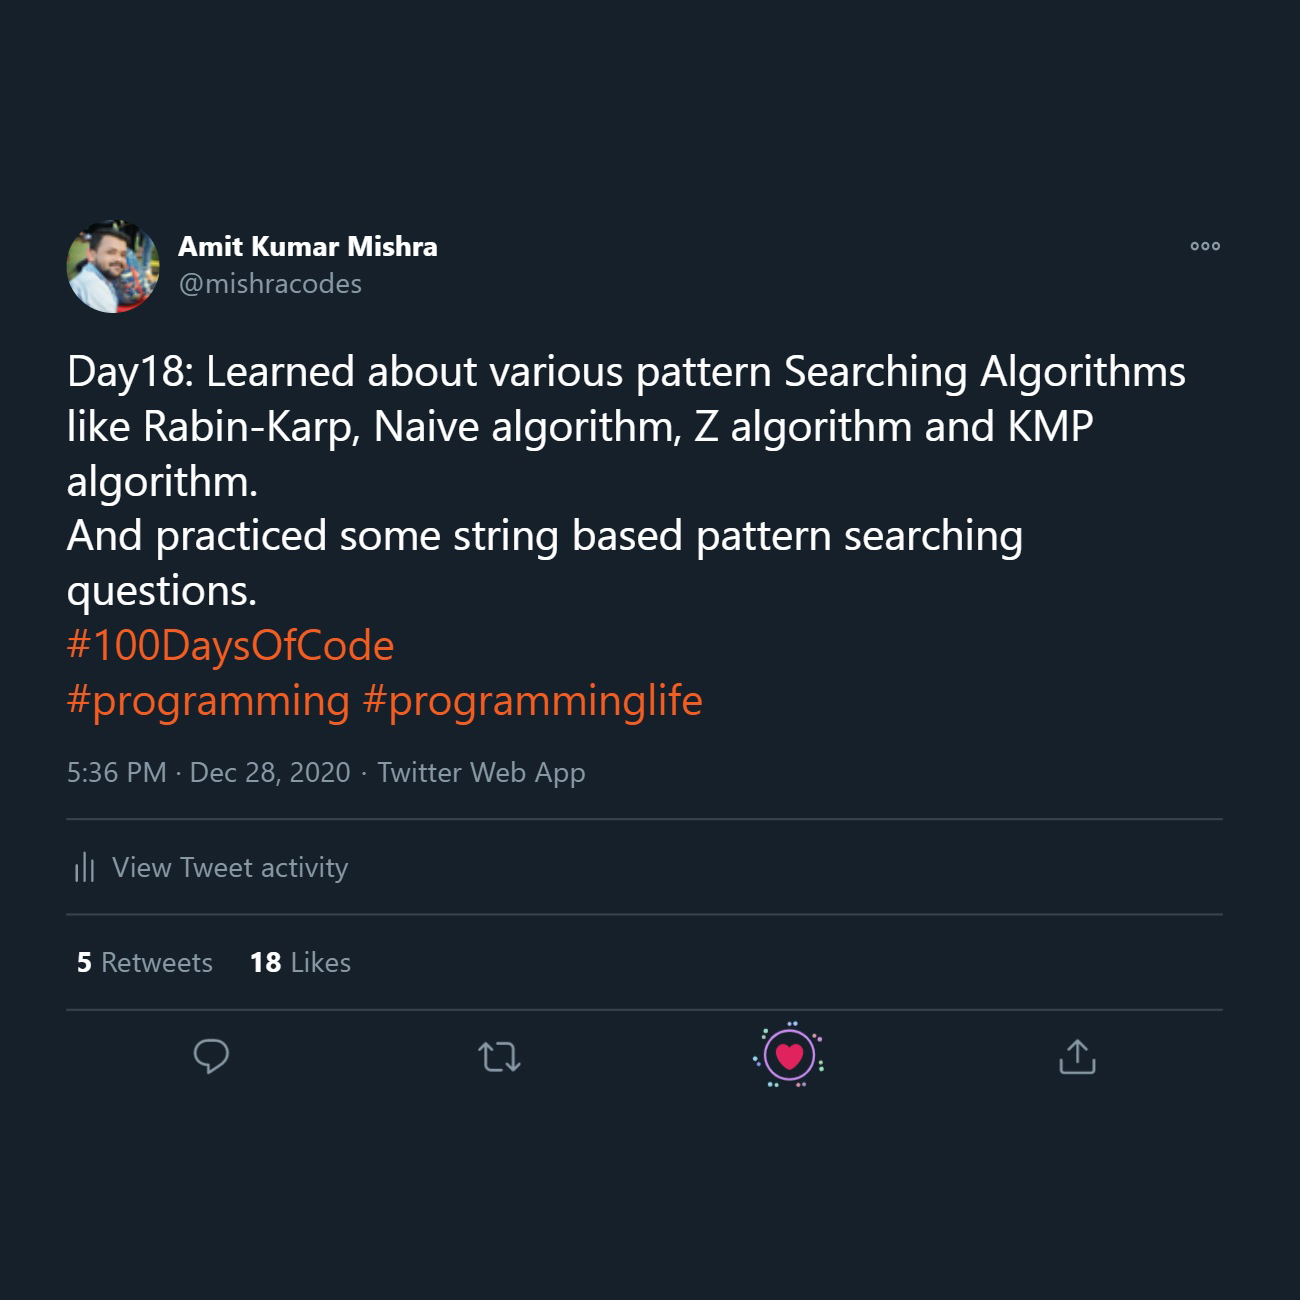 Amit Kumar Mishra
@mishracodes
Day18: Learned about various pattern Searching Algorithms
like Rabin-Karp, Naive algorithm, Z algorithm and KMP
algorithm.
And practiced some string based pattern searching
questions.
#100DaysOfCode
#programming #programminglife
5:36 PM · Dec 28, 2020 · Twitter Web App
View Tweet activity
5 Retweets 18 Likes